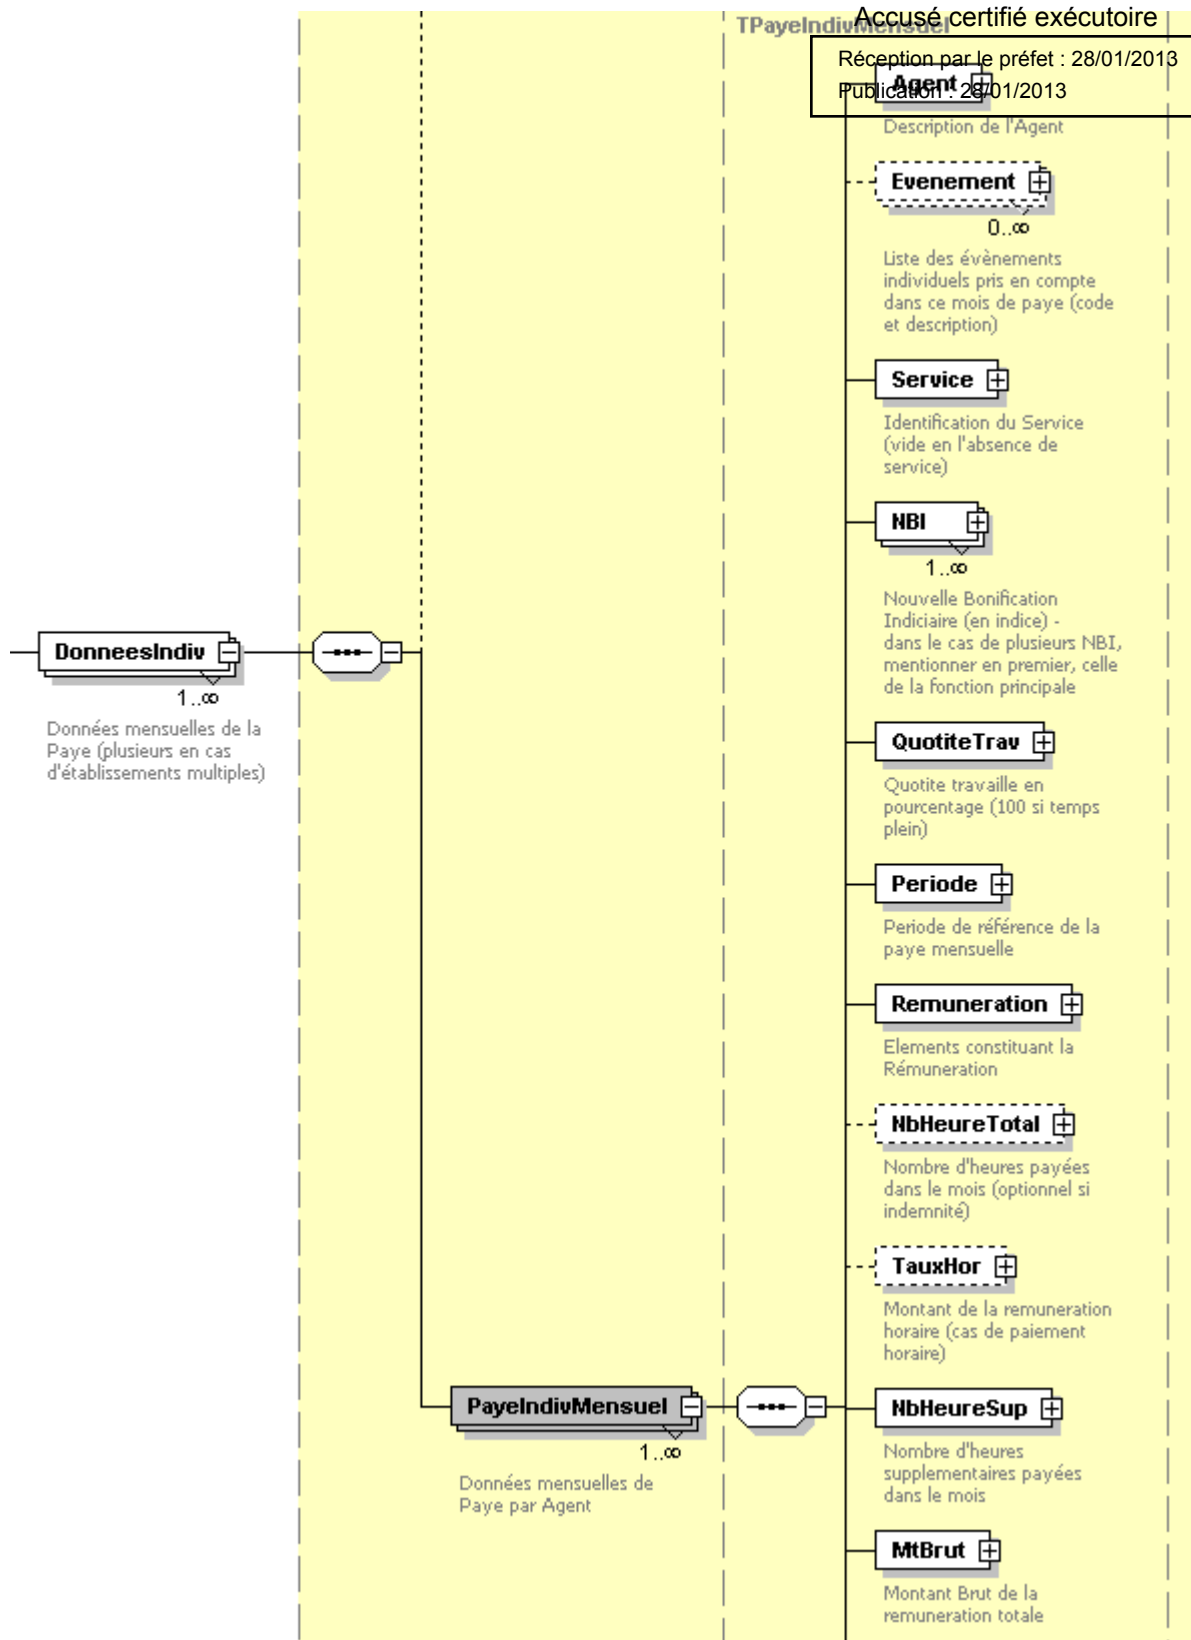 Accusé certifié exécutoire
TPayeIndivMensuel
Réception par le préfet : 28/01/2013
Publication : 28/01/2013
Agent
Description de l'Agent
Evenement
0..∞
Liste des évènements
individuels pris en compte
dans ce mois de paye (code
et description)
Service
Identification du Service
(vide en l'absence de
service)
NBI
1..∞
Nouvelle Bonification
Indiciaire (en indice) -
dans le cas de plusieurs NBI,
mentionner en premier, celle
de la fonction principale
DonneesIndiv
1..∞
Données mensuelles de la
Paye (plusieurs en cas
d'établissements multiples)
QuotiteTrav
Quotite travaille en
pourcentage (100 si temps
plein)
Periode
Periode de référence de la
paye mensuelle
Remuneration
Elements constituant la
Rémuneration
NbHeureTotal
Nombre d'heures payées
dans le mois (optionnel si
indemnité)
TauxHor
Montant de la remuneration
horaire (cas de paiement
horaire)
PayeIndivMensuel
1..∞
Données mensuelles de
Paye par Agent
NbHeureSup
Nombre d'heures
supplementaires payées
dans le mois
MtBrut
Montant Brut de la
remuneration totale